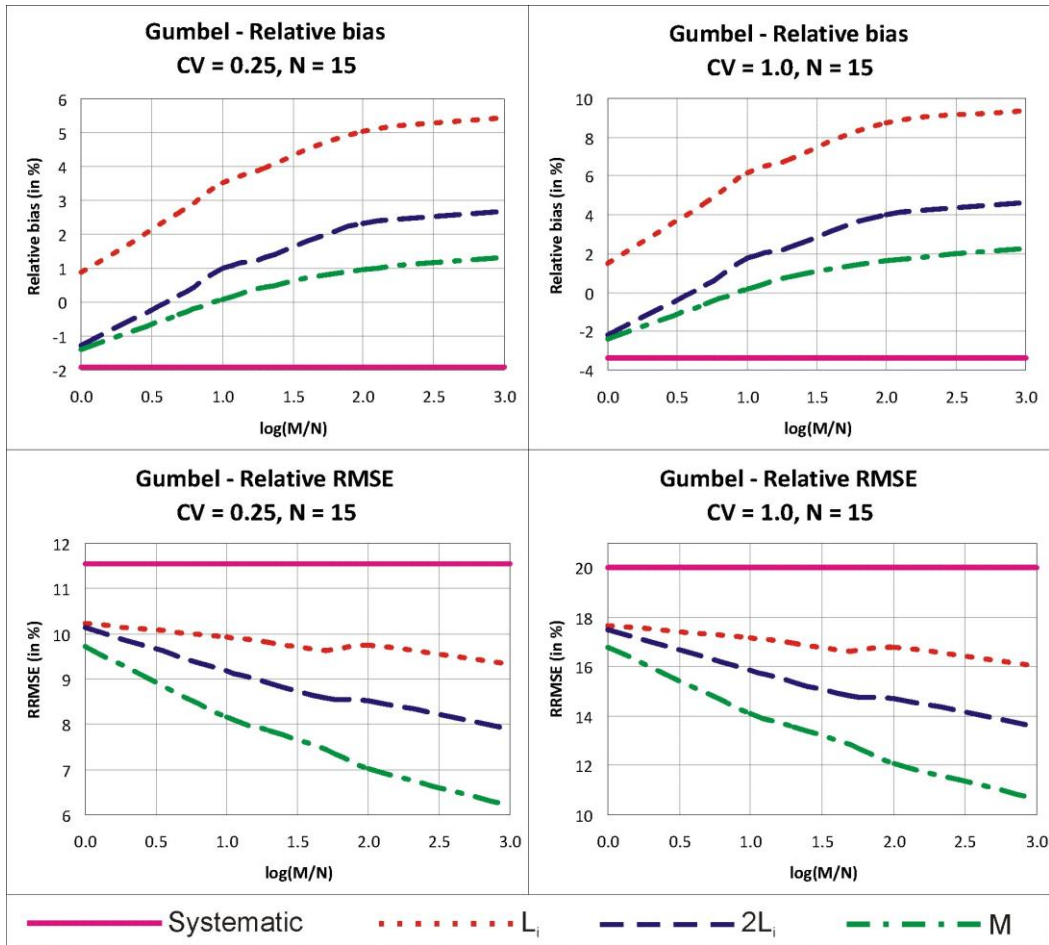 Gumbel - Relative bias
CV = 0.25, N = 15
Relative bias (in %)
6
5
4
3
2
1
0
-1
-2
0.0 0.5 1.0 1.5 2.0 2.5 3.0
log(M/N)
Gumbel - Relative bias
CV = 1.0, N = 15
Relative bias (in %)
10
8
6
4
2
0
-2
-4
0.0 0.5 1.0 1.5 2.0 2.5 3.0
log(M/N)
Gumbel - Relative RMSE
CV = 0.25, N = 15
RRMSE (in %)
12
11
10
9
8
7
6
0.0 0.5 1.0 1.5 2.0 2.5 3.0
log(M/N)
Gumbel - Relative RMSE
CV = 1.0, N = 15
RRMSE (in %)
20
18
16
14
12
10
0.0 0.5 1.0 1.5 2.0 2.5 3.0
log(M/N)
Systematic Lᵢ 2Lᵢ M